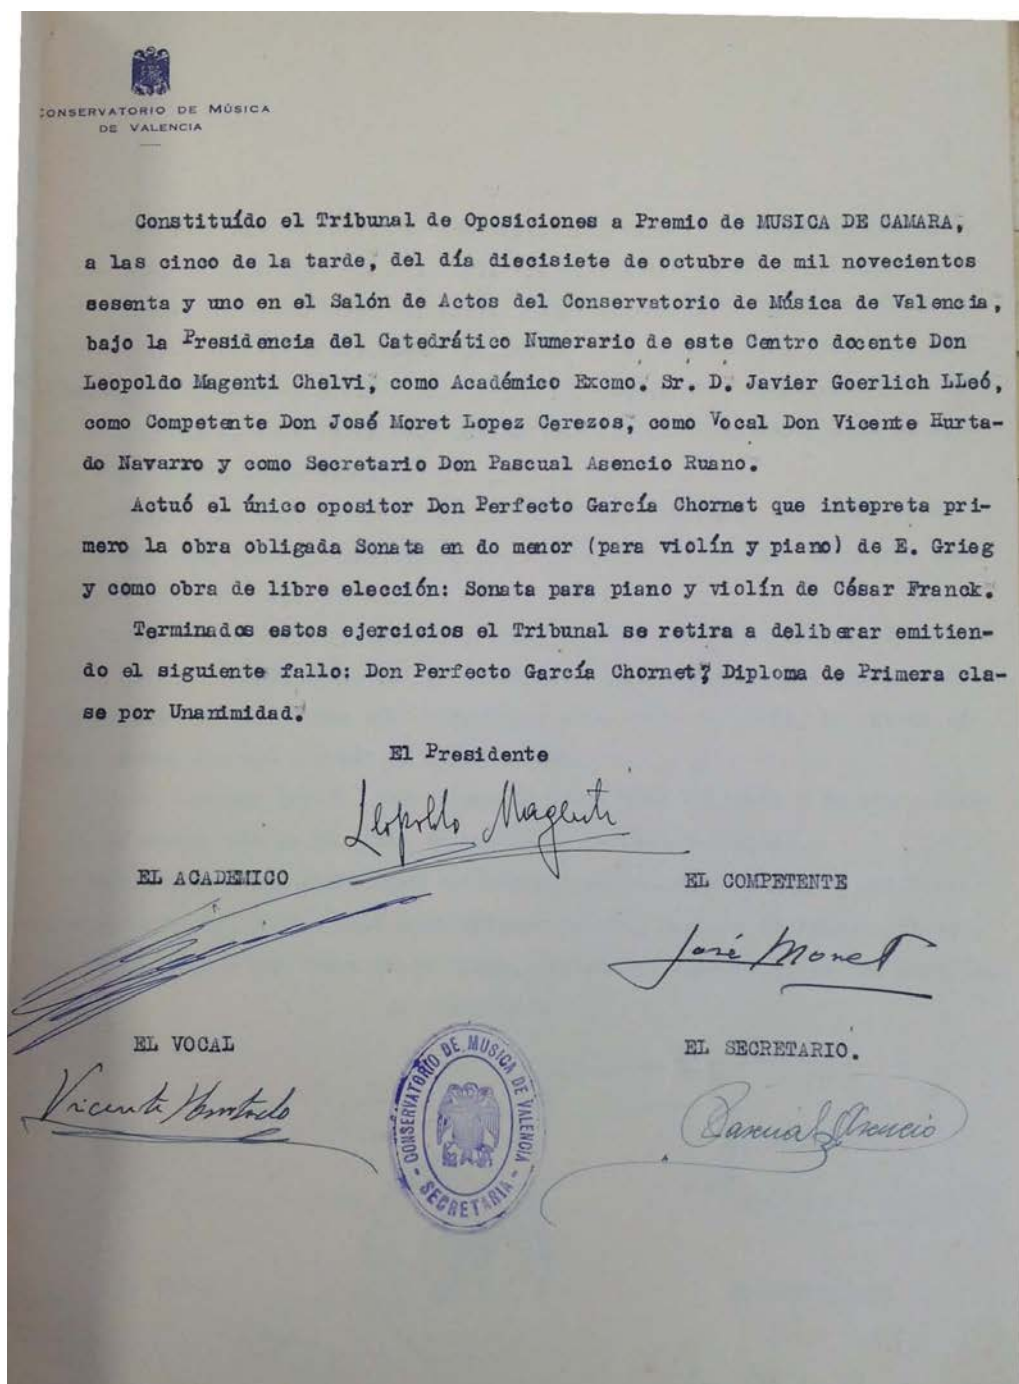 CONSERVATORIO DE MÚSICA
DE VALENCIA
Constituído el Tribunal de Oposiciones a Premio de MUSICA DE CAMARA,
a las cinco de la tarde, del día diecisiete de octubre de mil novecientos
sesenta y uno en el Salón de Actos del Conservatorio de Música de Valencia,
bajo la Presidencia del Catedrático Numerario de este Centro docente Don
Leopoldo Magenti Chelvi, como Académico Excmo. Sr. D. Javier Goerlich LLeó,
como Competente Don José Moret Lopez Cerezos, como Vocal Don Vicente Hurta-
do Navarro y como Secretario Don Pascual Asencio Ruano.
Actuó el único opositor Don Perfecto García Chornet que intepreta pri-
mero la obra obligada Sonata en do menor (para violín y piano) de E. Grieg
y como obra de libre elección: Sonata para piano y violín de César Franck.
Terminados estos ejercicios el Tribunal se retira a deliberar emitien-
do el siguiente fallo: Don Perfecto García Chornet, Diploma de Primera cla-
se por Unanimidad.
El Presidente
Leopoldo Magenti
EL ACADEMICO
EL COMPETENTE
José Moret
EL VOCAL
EL SECRETARIO.
Vicente Hurtado
CONSERVATORIO DE MUSICA DE VALENCIA
- SECRETARIA -
Pascual Asencio